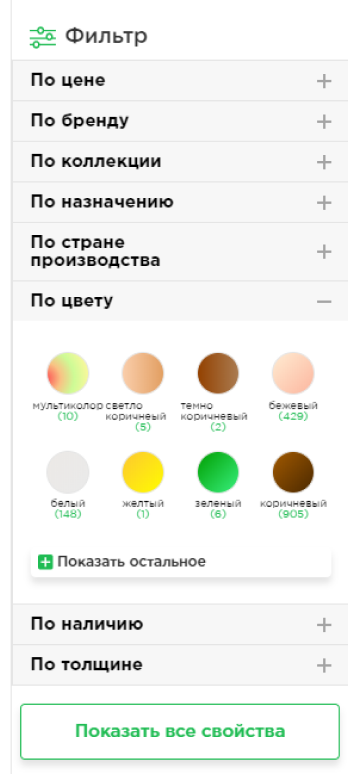 Фильтр
По цене
По бренду
По коллекции
По назначению
По стране
производства
По цвету
мультиколор
(10)
светло
коричнеый
(5)
темно
коричневый
(2)
бежевый
(429)
белый
(148)
желтый
(1)
зеленый
(6)
коричневый
(905)
Показать остальное
По наличию
По толщине
Показать все свойства